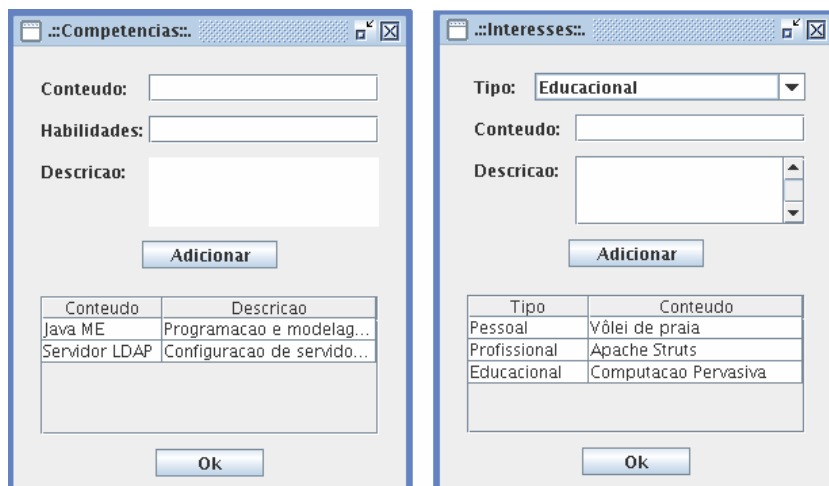 .::Competencias::.
Conteudo:
Habilidades:
Descricao:
Adicionar
Conteudo Descricao
Java ME Programacao e modelag...
Servidor LDAP Configuracao de servido...
Ok
.::Interesses::.
Tipo: Educacional
Conteudo:
Descricao:
Adicionar
Tipo Conteudo
Pessoal Vôlei de praia
Profissional Apache Struts
Educacional Computacao Pervasiva
Ok